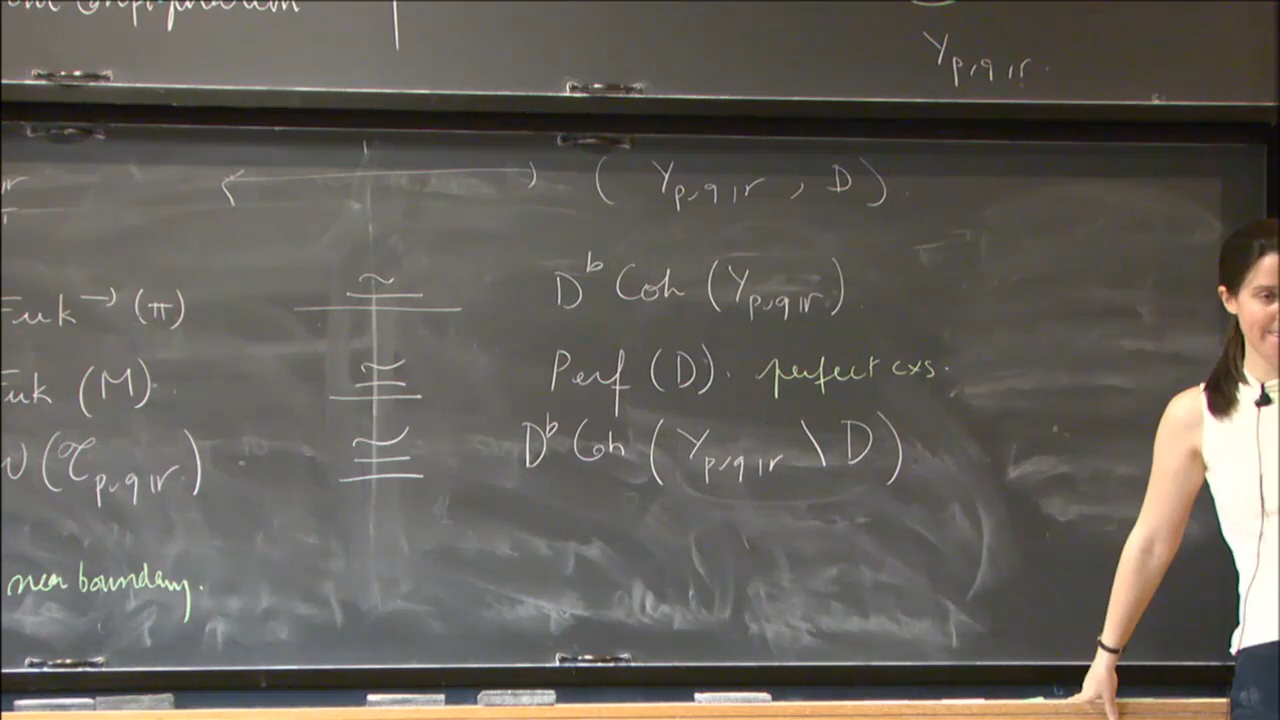 Y_{p,q,r}.
(Y_{p,q,r}, D).
Fuk^→(π) ≅ D^b Coh(Y_{p,q,r})
Fuk(M). ≅ Perf(D). perfect cxs.
W(𝒯_{p,q,r}). ≅ D^b Coh(Y_{p,q,r} \ D).
near boundary.